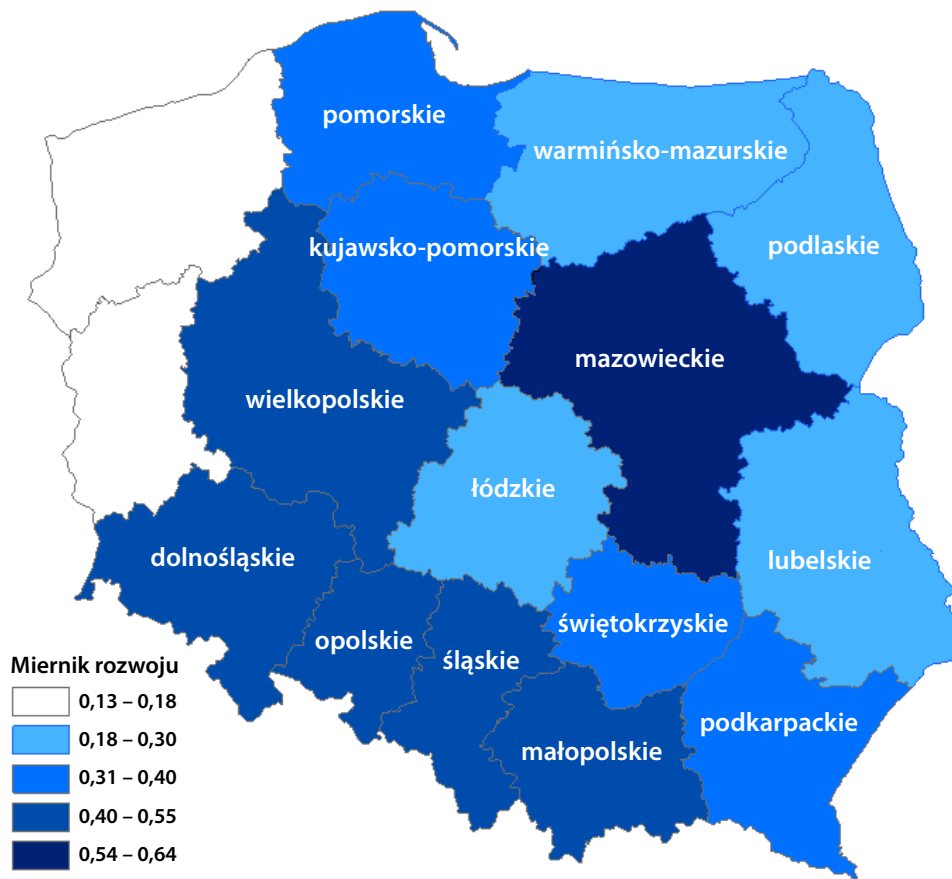 pomorskie
warmińsko-mazurskie
kujawsko-pomorskie
podlaskie
mazowieckie
wielkopolskie
łódzkie
dolnośląskie
lubelskie
opolskie
śląskie
świętokrzyskie
małopolskie
podkarpackie
Miernik rozwoju
0,13 – 0,18
0,18 – 0,30
0,31 – 0,40
0,40 – 0,55
0,54 – 0,64